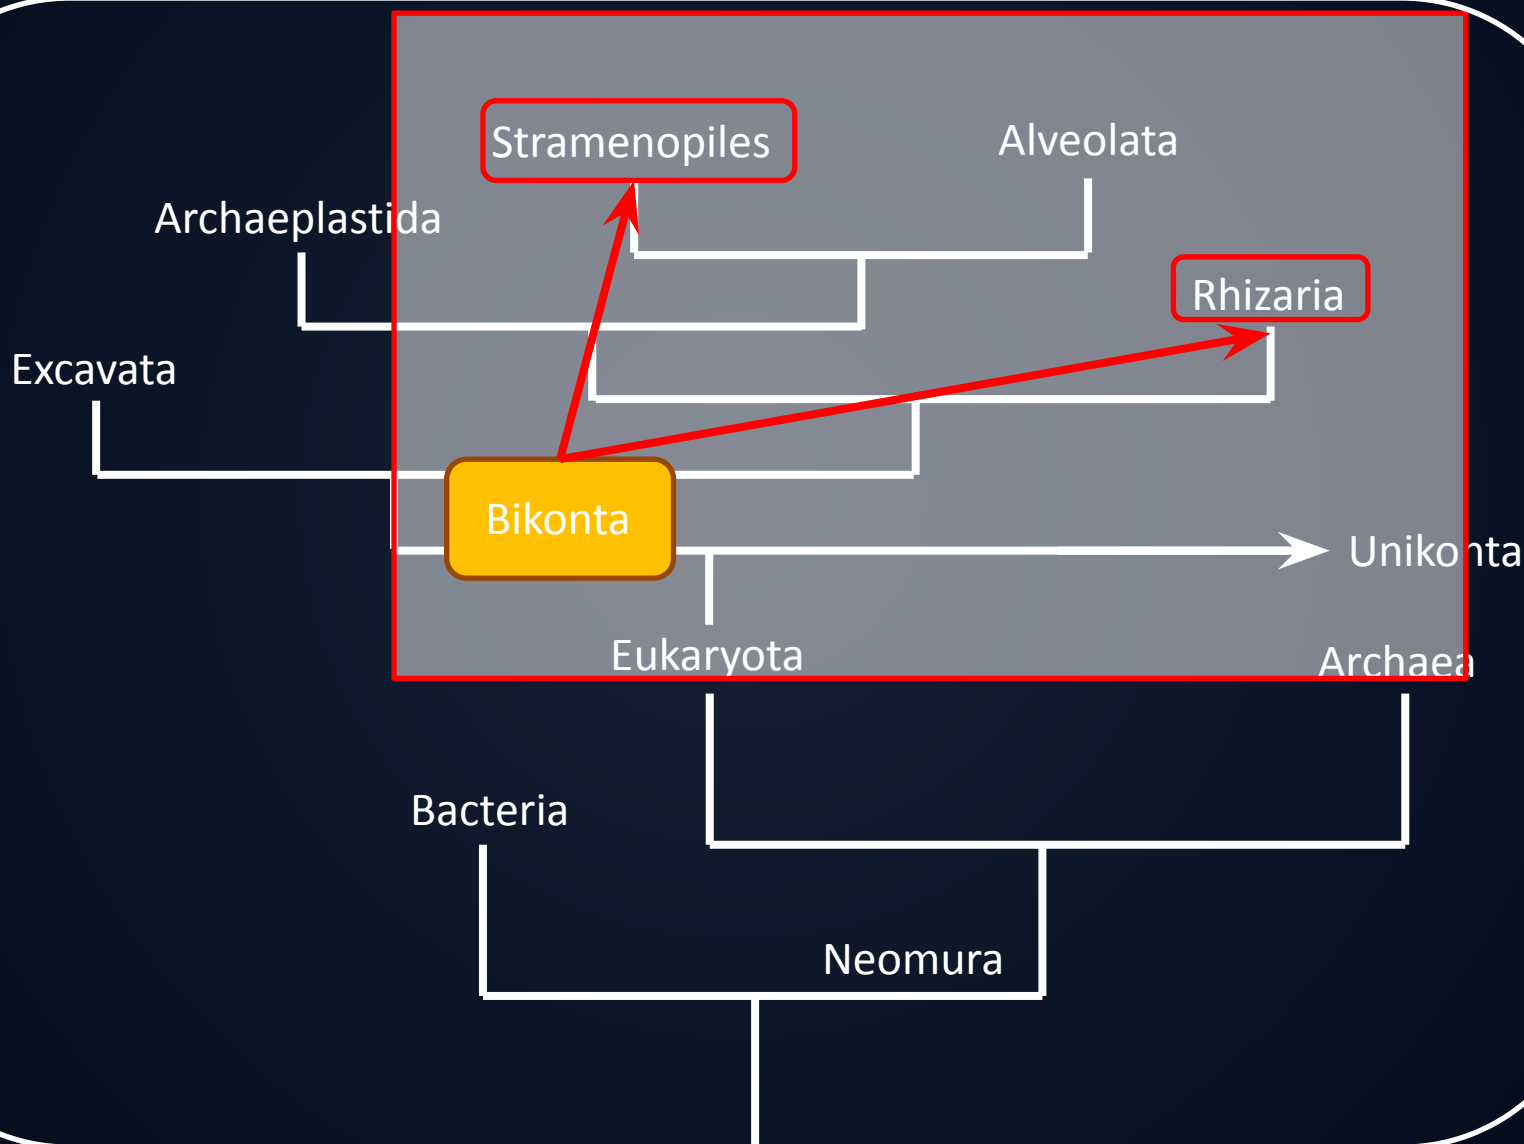 Stramenopiles
Alveolata
Archaeplastida
Rhizaria
Excavata
Bikonta
Unikonta
Eukaryota
Archaea
Bacteria
Neomura